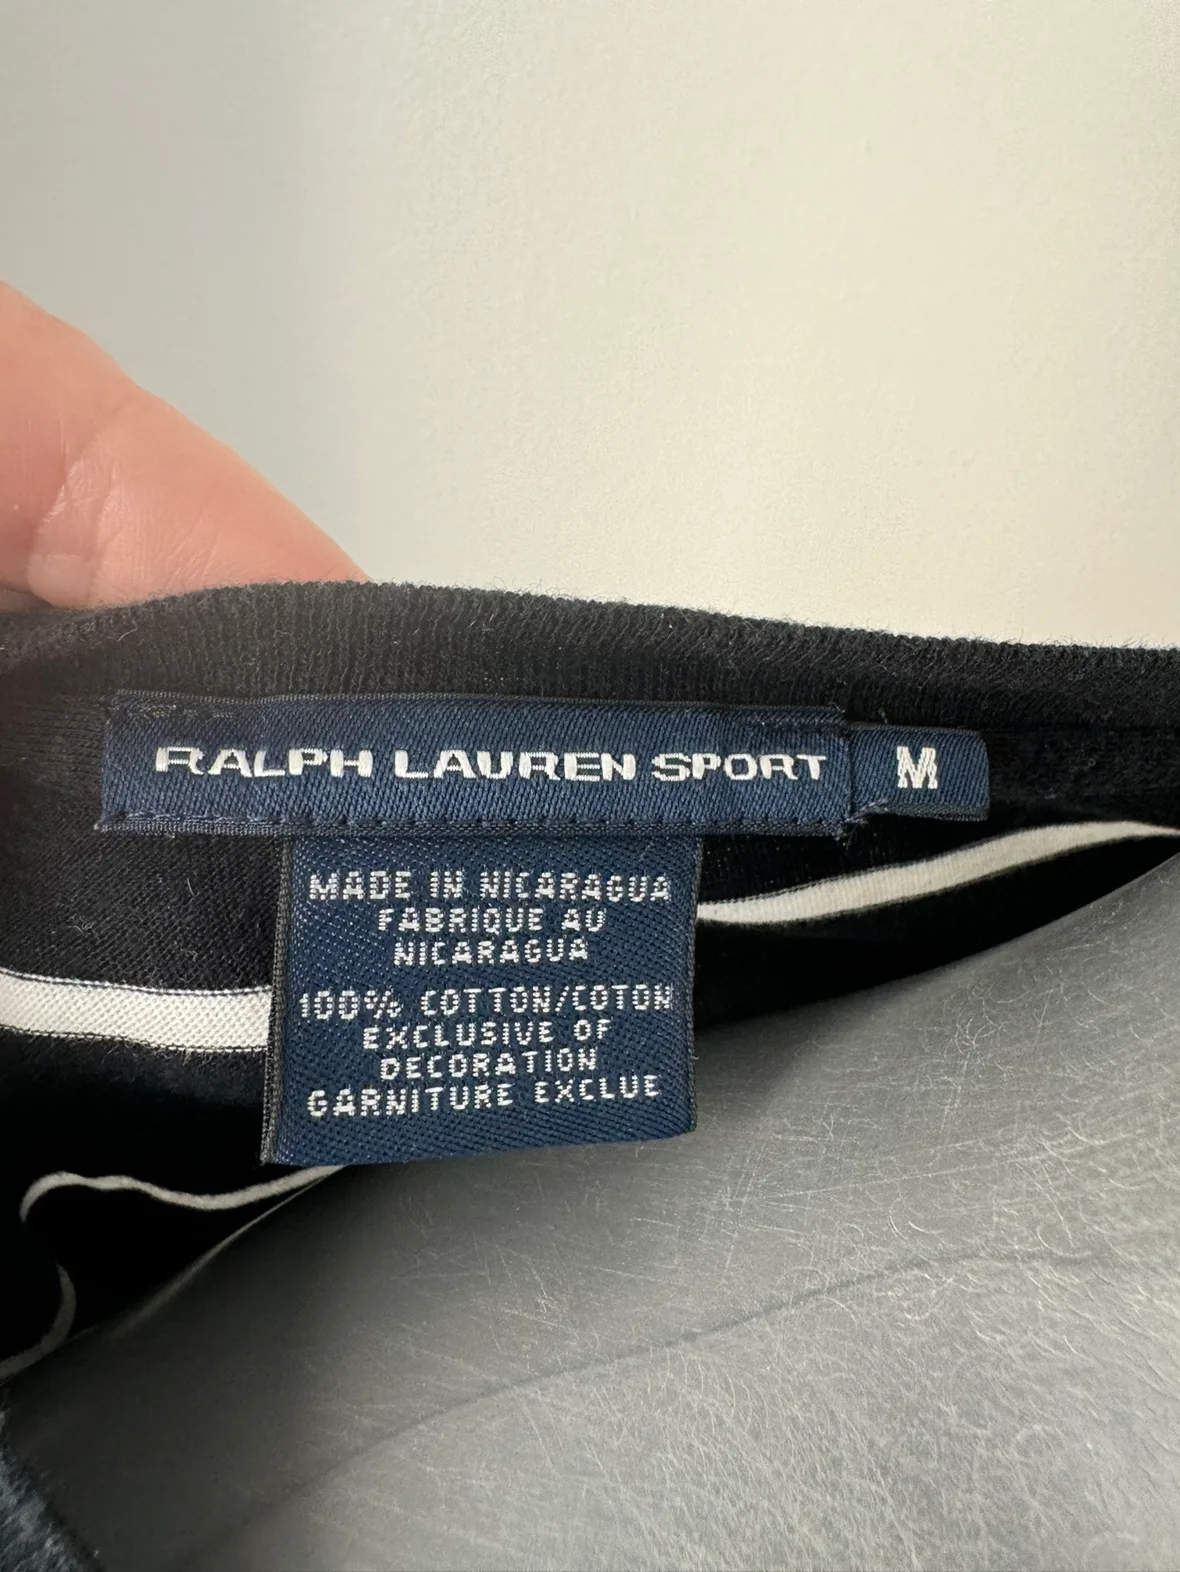 RALPH LAUREN SPORT
M
MADE IN NICARAGUA
FABRIQUE AU
NICARAGUA
100% COTTON/COTON
EXCLUSIVE OF
DECORATION
GARNITURE EXCLUE